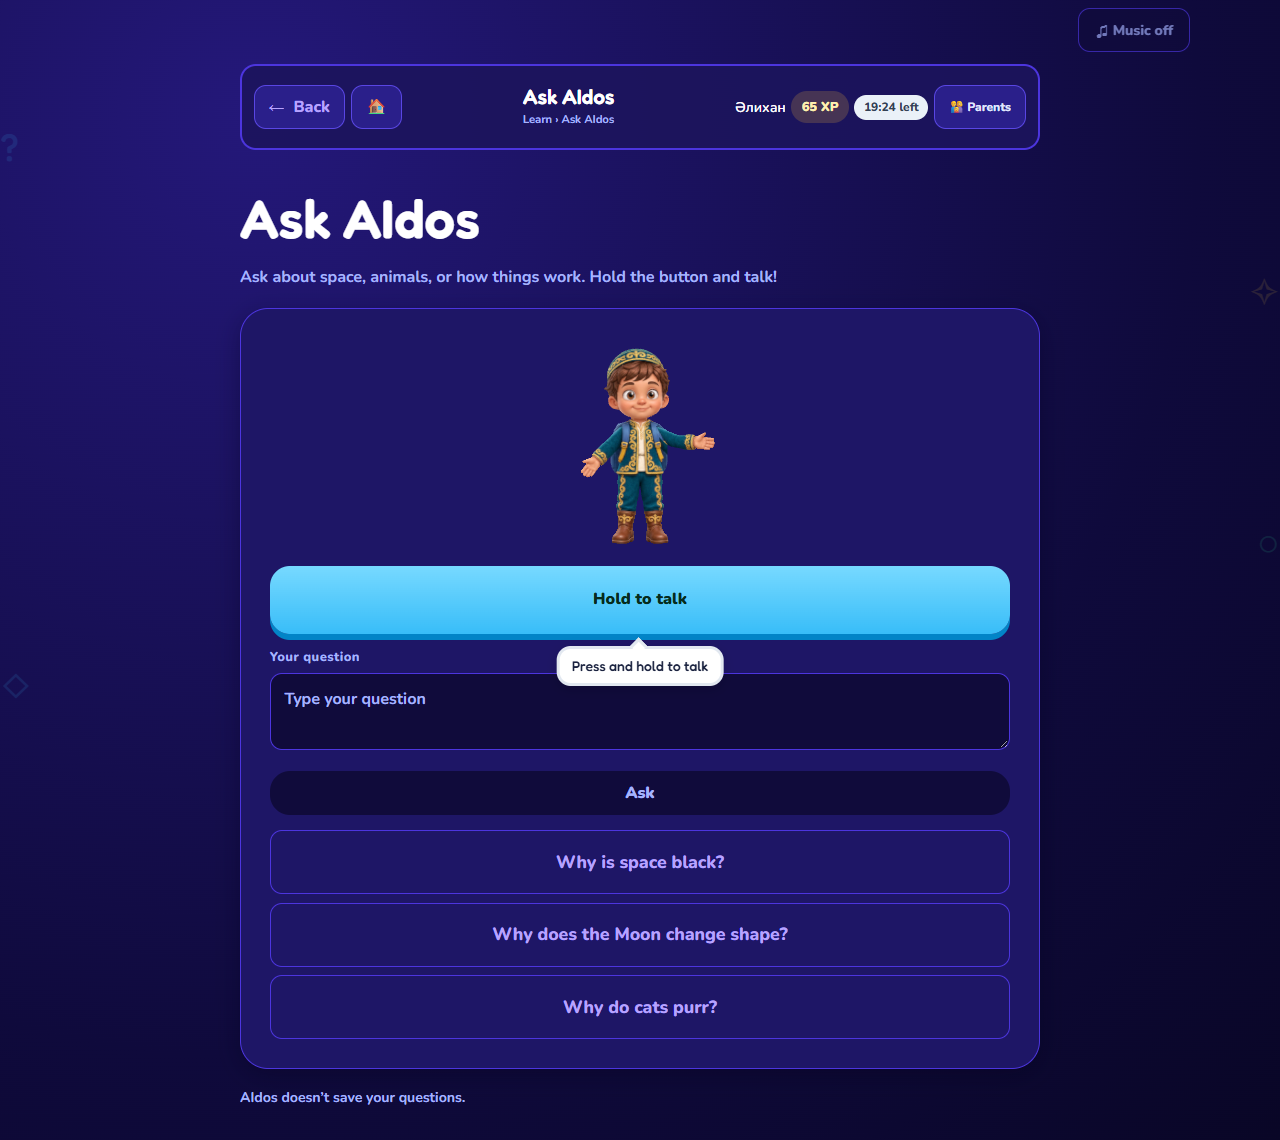 ♫ Music off
← Back
Ask Aldos
Learn › Ask Aldos
Әлихан
65 XP
19:24 left
Parents
Ask Aldos
Ask about space, animals, or how things work. Hold the button and talk!
Hold to talk
Your question
Press and hold to talk
Type your question
Ask
Why is space black?
Why does the Moon change shape?
Why do cats purr?
Aldos doesn't save your questions.